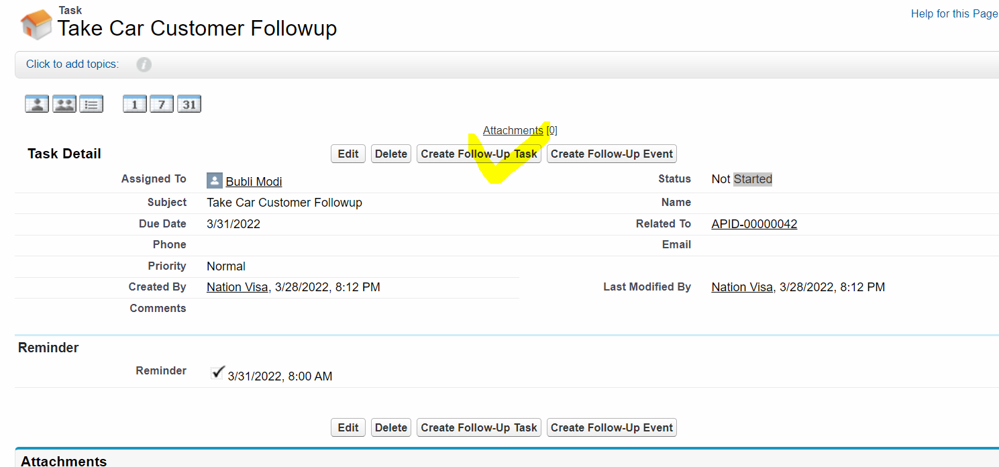 Task
Take Car Customer Followup
Help for this Page
Click to add topics: i
1 7 31
Attachments [0]
Task Detail Edit Delete Create Follow-Up Task Create Follow-Up Event
Assigned To Bubli Modi Status Not Started
Subject Take Car Customer Followup Name
Due Date 3/31/2022 Related To APID-00000042
Phone Email
Priority Normal
Created By Nation Visa, 3/28/2022, 8:12 PM Last Modified By Nation Visa, 3/28/2022, 8:12 PM
Comments
Reminder
Reminder 3/31/2022, 8:00 AM
Edit Delete Create Follow-Up Task Create Follow-Up Event
Attachments